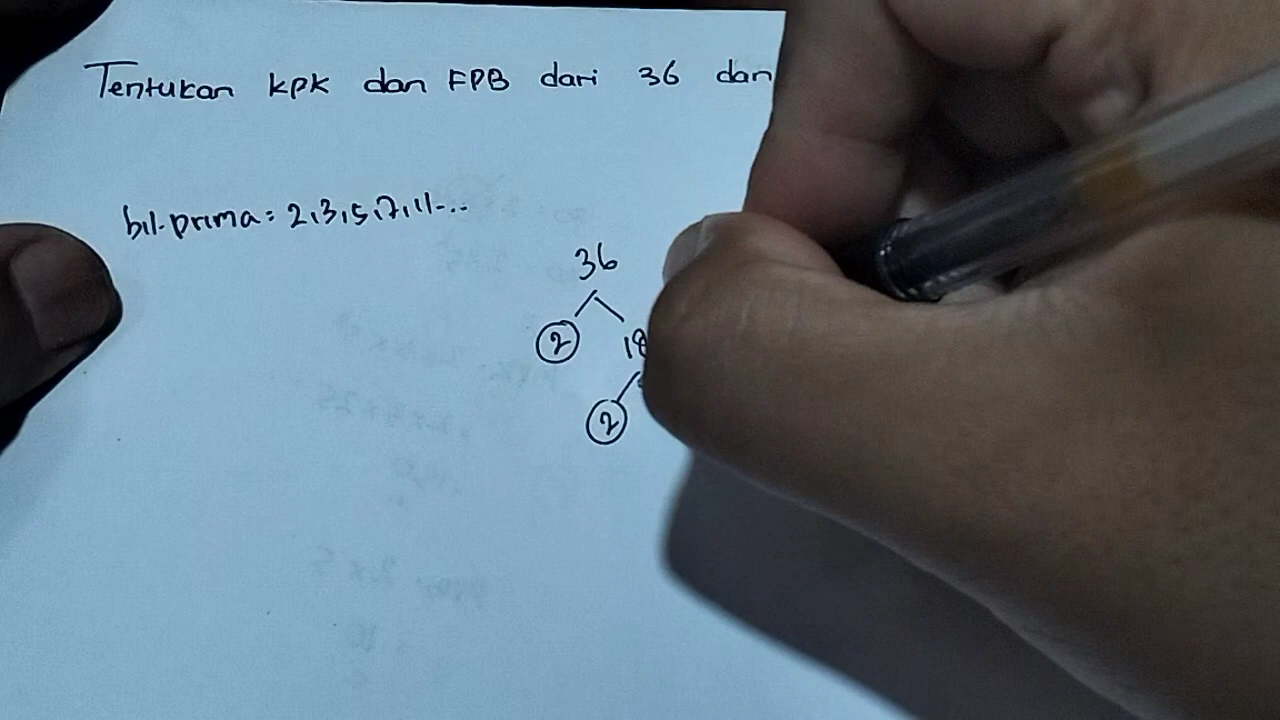 Tentukan kpk dan FPB dari 36 dan
bil.prima: 2,3,5,7,11-...
36
2 18
2